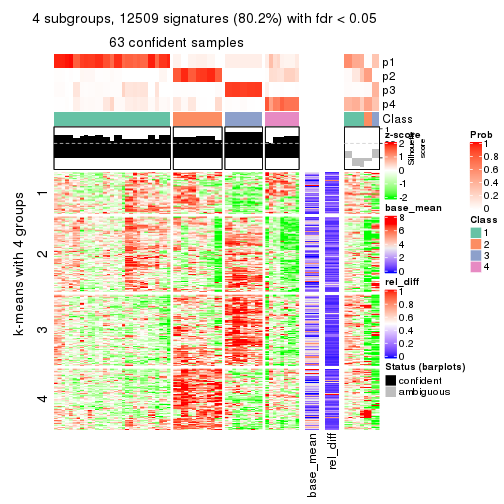 4 subgroups, 12509 signatures (80.2%) with fdr < 0.05
63 confident samples
p1
p2
p3
p4
Class
1
Silhouette
score
k-means with 4 groups
1
2
3
4
base_mean
rel_diff
z-score
2
1
0
-1
-2
base_mean
8
6
4
2
0
rel_diff
1
0.8
0.6
0.4
0.2
0
Status (barplots)
confident
ambiguous
Prob
1
0.8
0.6
0.4
0.2
0
Class
1
2
3
4